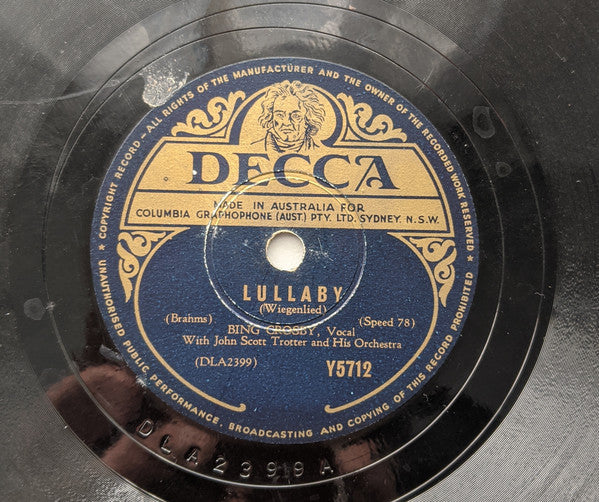 ★ COPYRIGHT RECORD - ALL RIGHTS OF THE MANUFACTURER AND THE OWNER OF THE RECORDED WORK RESERVED ★
DECCA
MADE IN AUSTRALIA FOR
COLUMBIA GRAPHOPHONE (AUST) PTY. LTD. SYDNEY. N.S.W.
LULLABY
(Wiegenlied)
(Brahms)
(Speed 78)
BING CROSBY, Vocal
With John Scott Trotter and His Orchestra
(DLA2399)
Y5712
UNAUTHORISED PUBLIC PERFORMANCE, BROADCASTING AND COPYING OF THIS RECORD PROHIBITED
DLA2399A